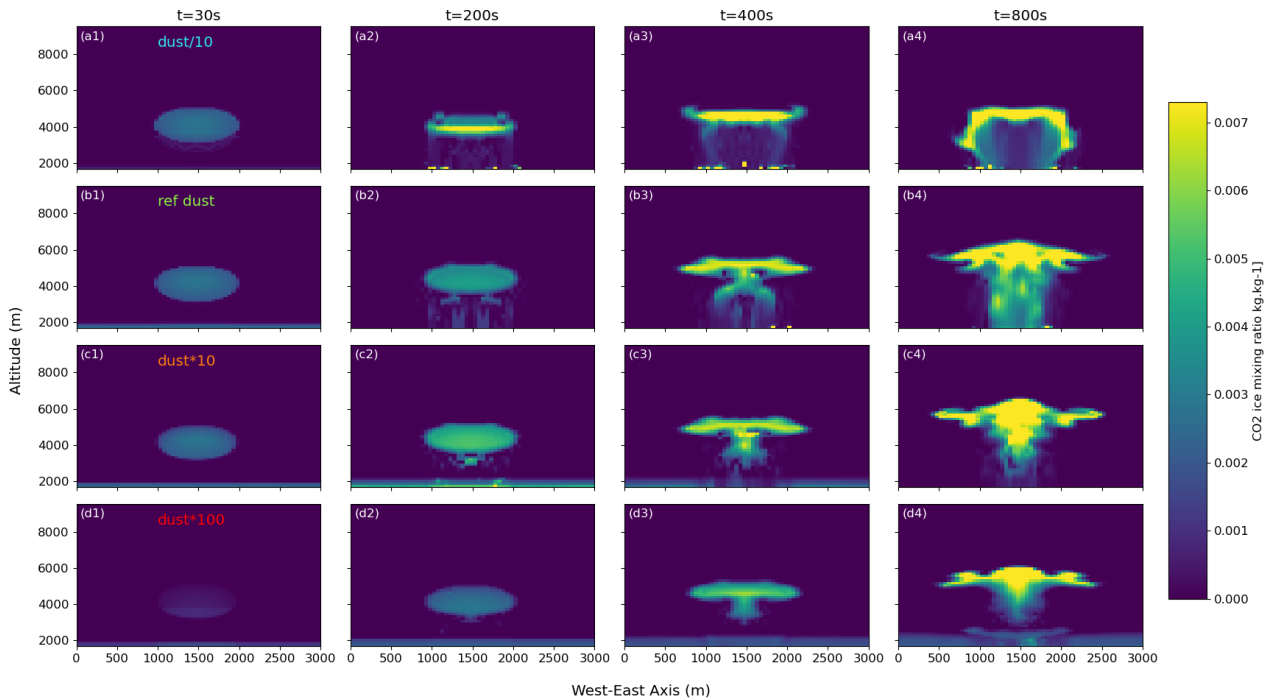 t=30s t=200s t=400s t=800s
(a1) dust/10 (a2) (a3) (a4)
8000
6000
4000
2000
(b1) ref dust (b2) (b3) (b4)
8000
6000
4000
2000
(c1) dust*10 (c2) (c3) (c4)
8000
6000
4000
2000
(d1) dust*100 (d2) (d3) (d4)
8000
6000
4000
2000
0 500 1000 1500 2000 2500 3000 0 500 1000 1500 2000 2500 3000 0 500 1000 1500 2000 2500 3000 0 500 1000 1500 2000 2500 3000
West-East Axis (m)
Altitude (m)
0.007
0.006
0.005
0.004
0.003
0.002
0.001
0.000
CO2 ice mixing ratio kg.kg-1]